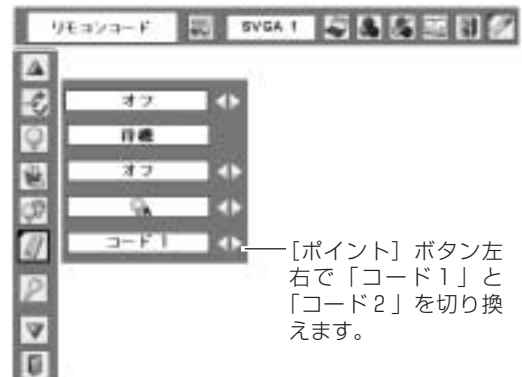 リモコンコード
SVGA 1
オフ
待機
オフ
コード 1
[ポイント] ボタン左
右で「コード1」と
「コード2」を切り換
えます。